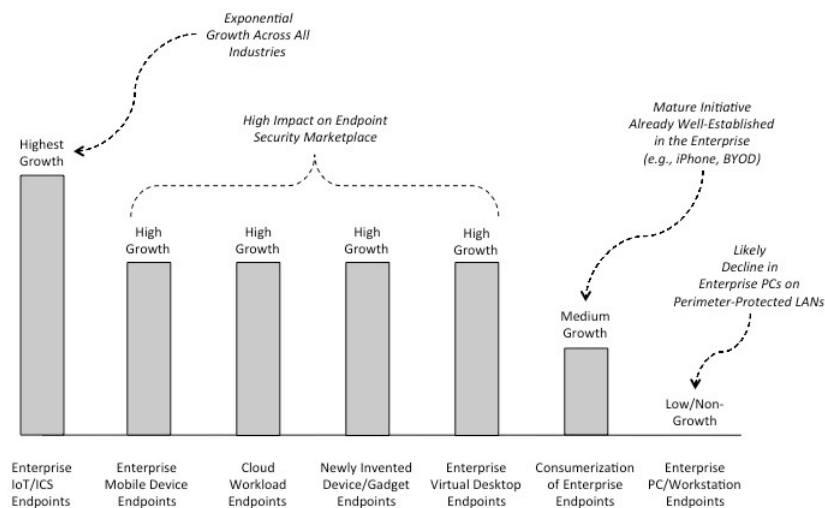 Exponential
Growth Across All
Industries
High Impact on Endpoint
Security Marketplace
Mature Initiative
Already Well-Established
in the Enterprise
(e.g., iPhone, BYOD)
Likely
Decline in
Enterprise PCs on
Perimeter-Protected LANs
Highest
Growth
High
Growth
High
Growth
High
Growth
High
Growth
Medium
Growth
Low/Non-
Growth
Enterprise
IoT/ICS
Endpoints
Enterprise
Mobile Device
Endpoints
Cloud
Workload
Endpoints
Newly Invented
Device/Gadget
Endpoints
Enterprise
Virtual Desktop
Endpoints
Consumerization
of Enterprise
Endpoints
Enterprise
PC/Workstation
Endpoints